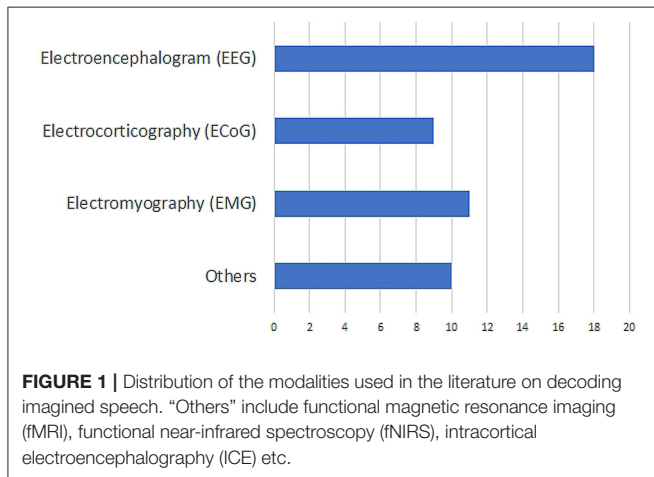 Electroencephalogram (EEG)
Electrocorticography (ECoG)
Electromyography (EMG)
Others
0 2 4 6 8 10 12 14 16 18 20
FIGURE 1 | Distribution of the modalities used in the literature on decoding
imagined speech. “Others” include functional magnetic resonance imaging
(fMRI), functional near-infrared spectroscopy (fNIRS), intracortical
electroencephalography (ICE) etc.